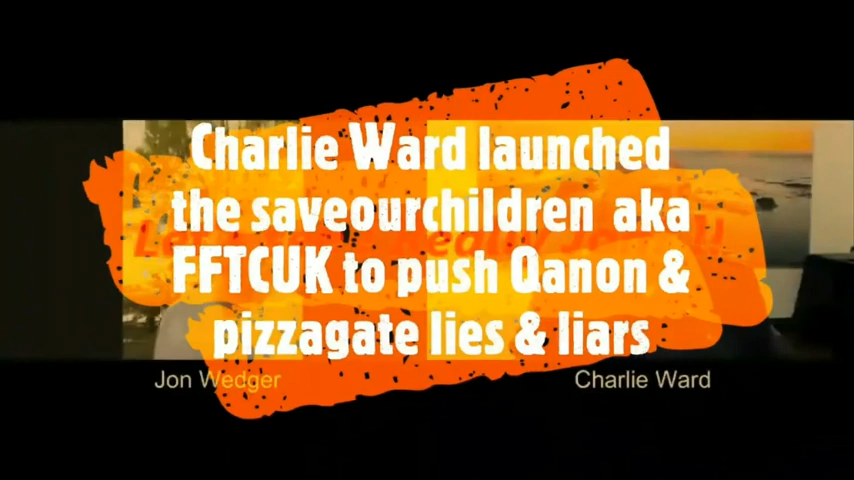 Charlie Ward launched
the saveourchildren aka
FFTCUK to push Qanon &
pizzagate lies & liars
Jon Wedger
Charlie Ward